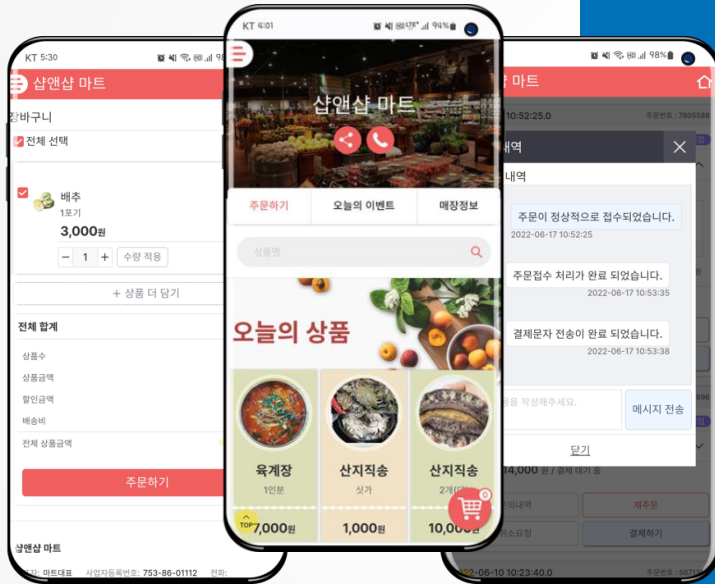 KT 5:30
샵앤샵 마트
장바구니
전체 선택
배추
1포기
3,000원
− 1 + 수량 적용
+ 상품 더 담기
전체 합계
상품수
상품금액
할인금액
배송비
전체 상품금액
주문하기
샵앤샵 마트
마트대표 사업자등록번호: 753-86-01112 전화:
KT 4:01 94%
샵앤샵 마트
주문하기 오늘의 이벤트 매장정보
상품명
오늘의 상품
육계장 산지직송 산지직송
1인분 싯가
TOP 7,000원 1,000원
0
98%
마트
10:52:25.0 주문번호 : 7805588
내역
내역
주문이 정상적으로 접수되었습니다.
2022-06-17 10:52:25
주문접수 처리가 완료 되었습니다.
2022-06-17 10:53:35
결제문자 전송이 완료 되었습니다.
2022-06-17 10:53:38
작성해주세요.
메시지 전송
닫기
14,000 원 / 결제 대기 중
재주문
결제하기
2022-06-10 10:23:40.0